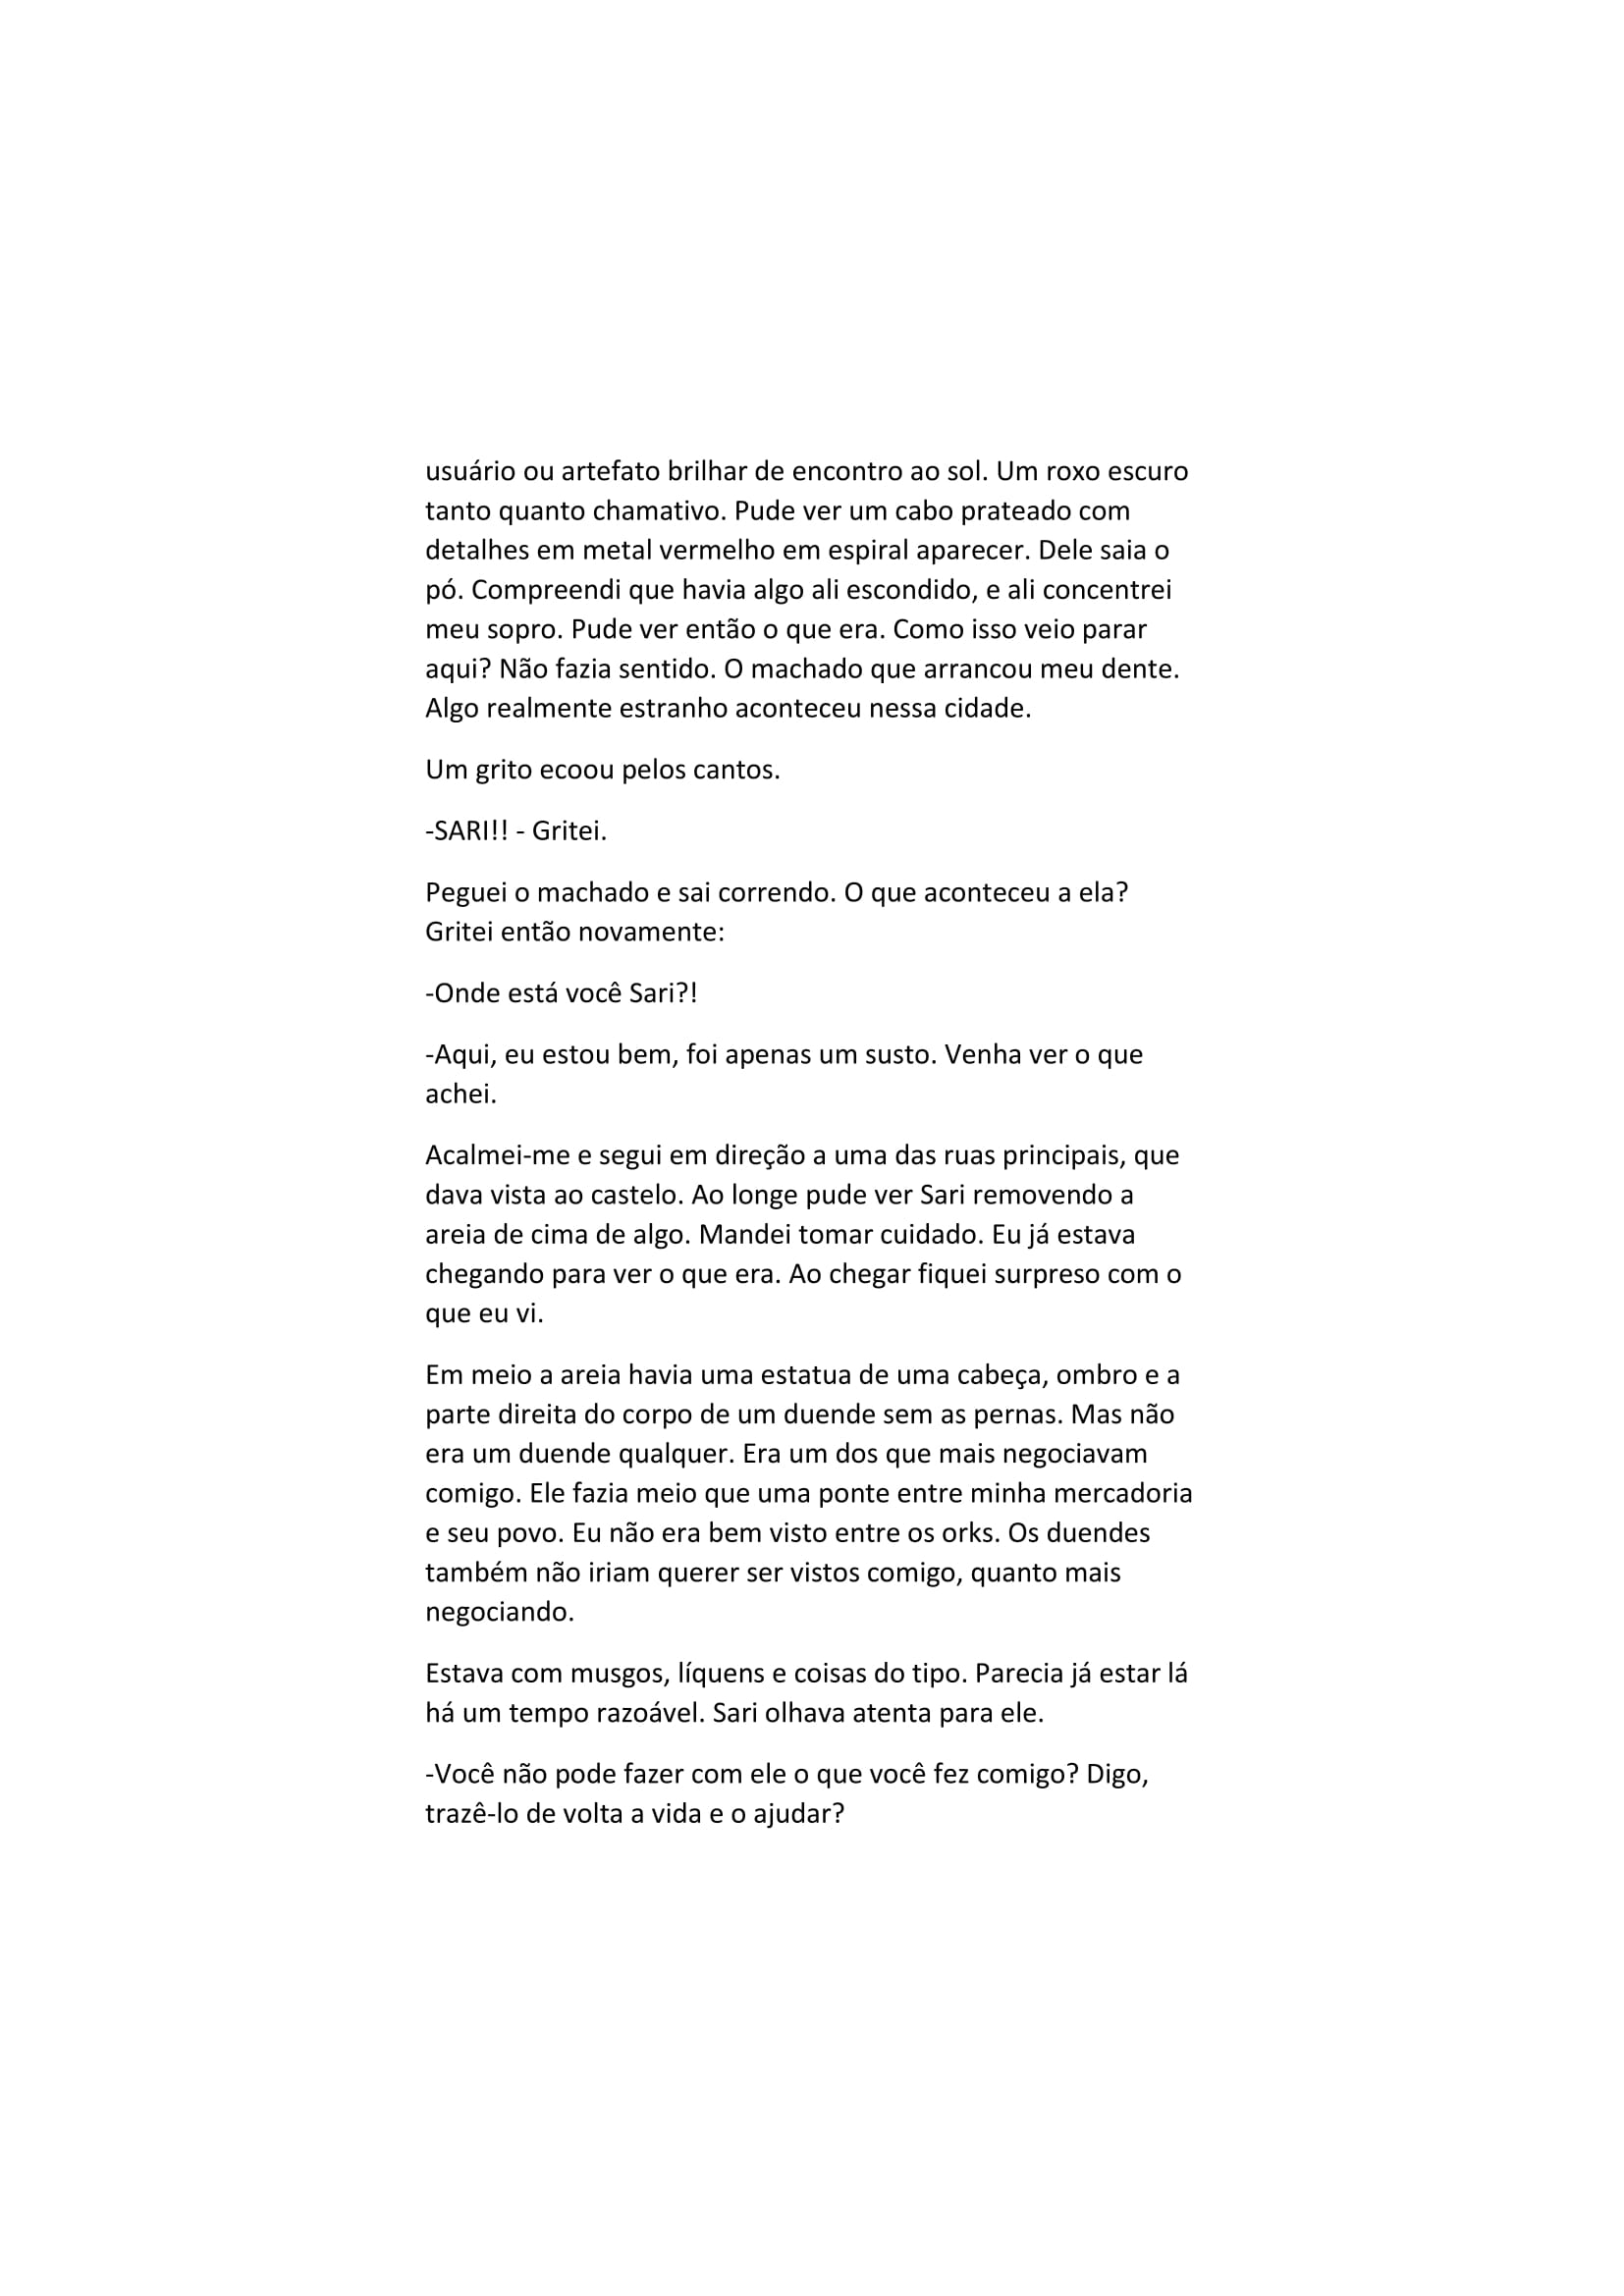 usuário ou artefato brilhar de encontro ao sol. Um roxo escuro
tanto quanto chamativo. Pude ver um cabo prateado com
detalhes em metal vermelho em espiral aparecer. Dele saia o
pó. Compreendi que havia algo ali escondido, e ali concentrei
meu sopro. Pude ver então o que era. Como isso veio parar
aqui? Não fazia sentido. O machado que arrancou meu dente.
Algo realmente estranho aconteceu nessa cidade.
Um grito ecoou pelos cantos.
-SARI!! - Gritei.
Peguei o machado e sai correndo. O que aconteceu a ela?
Gritei então novamente:
-Onde está você Sari?!
-Aqui, eu estou bem, foi apenas um susto. Venha ver o que
achei.
Acalmei-me e segui em direção a uma das ruas principais, que
dava vista ao castelo. Ao longe pude ver Sari removendo a
areia de cima de algo. Mandei tomar cuidado. Eu já estava
chegando para ver o que era. Ao chegar fiquei surpreso com o
que eu vi.
Em meio a areia havia uma estatua de uma cabeça, ombro e a
parte direita do corpo de um duende sem as pernas. Mas não
era um duende qualquer. Era um dos que mais negociavam
comigo. Ele fazia meio que uma ponte entre minha mercadoria
e seu povo. Eu não era bem visto entre os orks. Os duendes
também não iriam querer ser vistos comigo, quanto mais
negociando.
Estava com musgos, líquens e coisas do tipo. Parecia já estar lá
há um tempo razoável. Sari olhava atenta para ele.
-Você não pode fazer com ele o que você fez comigo? Digo,
trazê-lo de volta a vida e o ajudar?